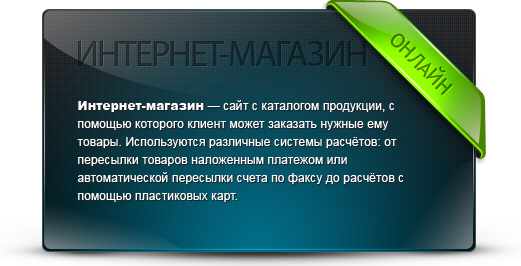 ИНТЕРНЕТ-МАГАЗИН
ОНЛАЙН
Интернет-магазин — сайт с каталогом продукции, с
помощью которого клиент может заказать нужные ему
товары. Используются различные системы расчётов: от
пересылки товаров наложенным платежом или
автоматической пересылки счета по факсу до расчётов с
помощью пластиковых карт.